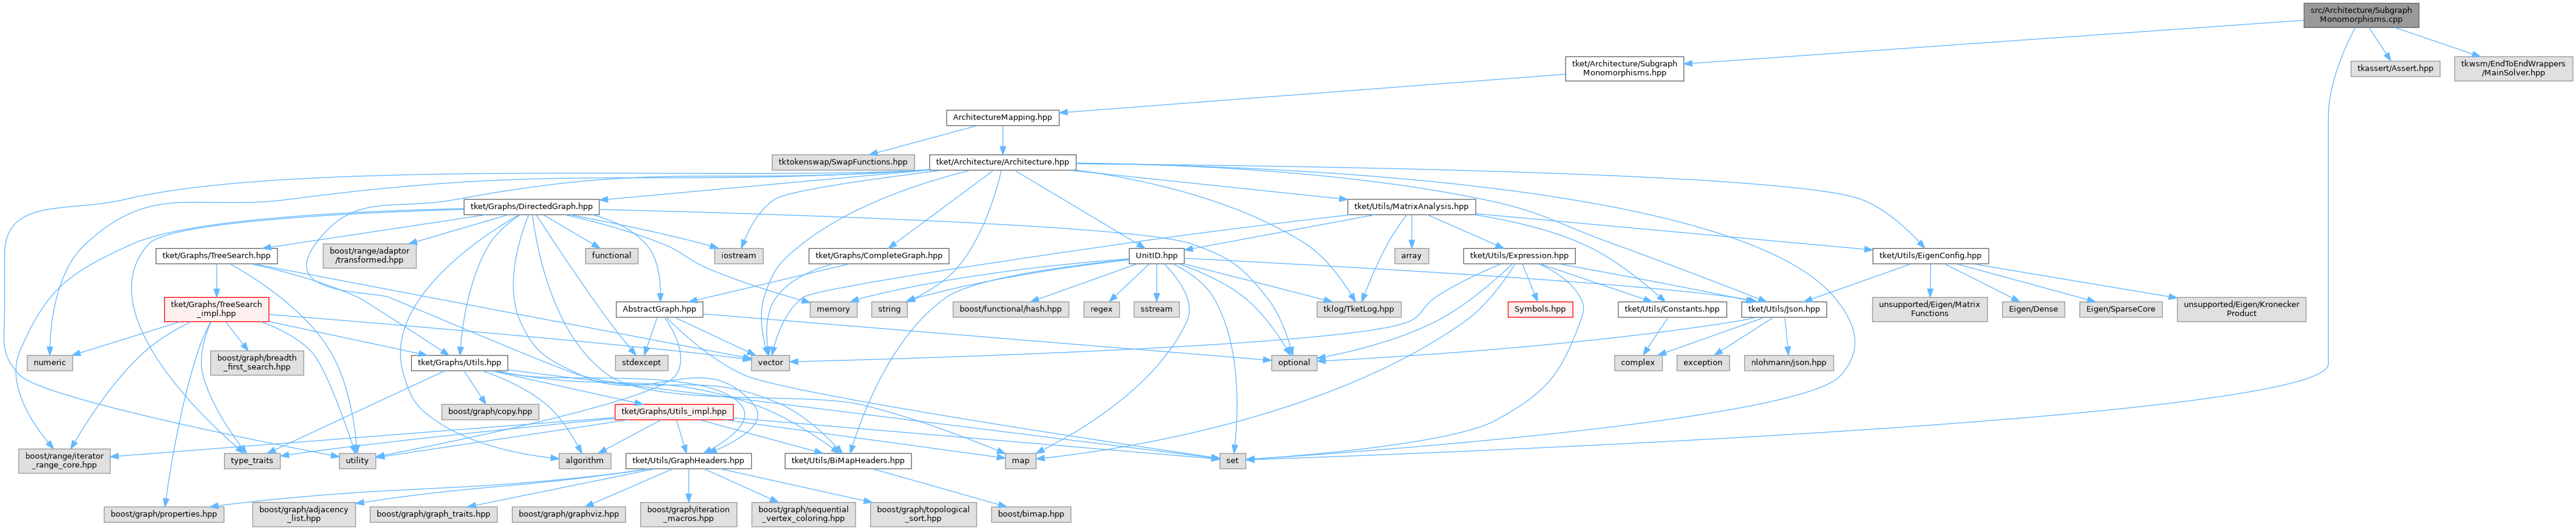 src/Architecture/Subgraph
Monomorphisms.cpp
tket/Architecture/Subgraph
Monomorphisms.hpp
tkassert/Assert.hpp
tkwsm/EndToEndWrappers
/MainSolver.hpp
ArchitectureMapping.hpp
tktokenswap/SwapFunctions.hpp
tket/Architecture/Architecture.hpp
tket/Graphs/DirectedGraph.hpp
tket/Utils/MatrixAnalysis.hpp
tket/Graphs/TreeSearch.hpp
boost/range/adaptor
/transformed.hpp
functional
iostream
tket/Graphs/CompleteGraph.hpp
UnitID.hpp
array
tket/Utils/Expression.hpp
tket/Utils/EigenConfig.hpp
tket/Graphs/TreeSearch
_impl.hpp
AbstractGraph.hpp
memory
string
boost/functional/hash.hpp
regex
sstream
tklog/TketLog.hpp
Symbols.hpp
tket/Utils/Constants.hpp
tket/Utils/Json.hpp
unsupported/Eigen/Matrix
Functions
Eigen/Dense
Eigen/SparseCore
unsupported/Eigen/Kronecker
Product
numeric
boost/graph/breadth
_first_search.hpp
tket/Graphs/Utils.hpp
stdexcept
vector
optional
complex
exception
nlohmann/json.hpp
boost/graph/copy.hpp
tket/Graphs/Utils_impl.hpp
boost/range/iterator
_range_core.hpp
type_traits
utility
algorithm
tket/Utils/GraphHeaders.hpp
tket/Utils/BiMapHeaders.hpp
map
set
boost/graph/properties.hpp
boost/graph/adjacency
_list.hpp
boost/graph/graph_traits.hpp
boost/graph/graphviz.hpp
boost/graph/iteration
_macros.hpp
boost/graph/sequential
_vertex_coloring.hpp
boost/graph/topological
_sort.hpp
boost/bimap.hpp